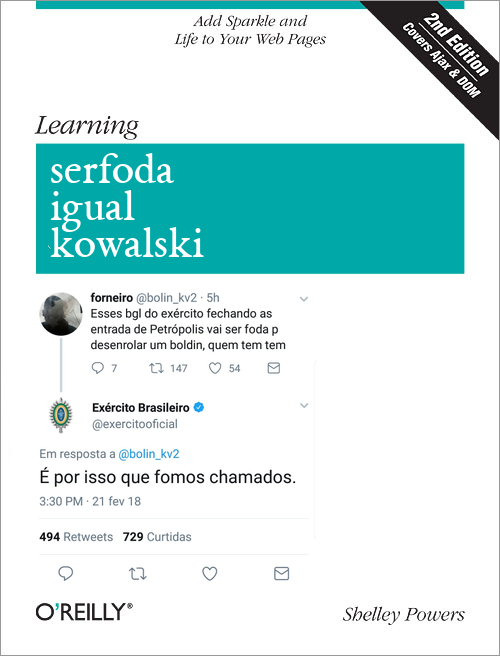 Add Sparkle and
Life to Your Web Pages
2nd Edition
Covers Ajax & DOM
Learning
serfoda
igual
kowalski
forneiro @bolin_kv2 · 5h
Esses bgl do exército fechando as
entrada de Petrópolis vai ser foda p
desenrolar um boldin, quem tem tem
7 147 54
Exército Brasileiro
@exercitooficial
Em resposta a @bolin_kv2
É por isso que fomos chamados.
3:30 PM · 21 fev 18
494 Retweets 729 Curtidas
O'REILLY®
Shelley Powers